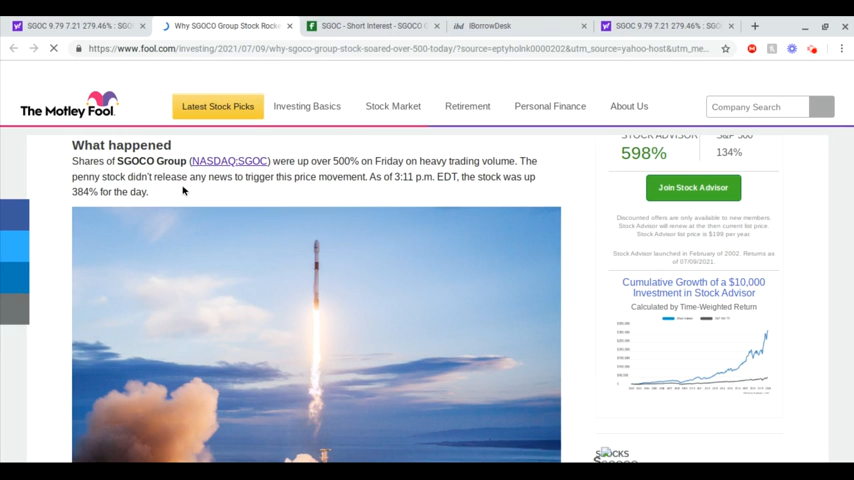 SGOC 9.79 7.21 279.46% : SGO
Why SGOCO Group Stock Rocke
SGOC - Short Interest - SGOCO G
IBorrowDesk
SGOC 9.79 7.21 279.46% : SGO
https://www.fool.com/investing/2021/07/09/why-sgoco-group-stock-soared-over-500-today/?source=eptyholnk0000202&utm_source=yahoo-host&utm_me...
The Motley Fool
Latest Stock Picks
Investing Basics
Stock Market
Retirement
Personal Finance
About Us
Company Search
What happened
Shares of SGOCO Group (NASDAQ:SGOC) were up over 500% on Friday on heavy trading volume. The
penny stock didn't release any news to trigger this price movement. As of 3:11 p.m. EDT, the stock was up
384% for the day.
STOCK ADVISOR
S&P 500
598%
134%
Join Stock Advisor
Discounted offers are only available to new members.
Stock Advisor will renew at the then current list price.
Stock Advisor list price is $199 per year.
Stock Advisor launched in February of 2002. Returns as
of 07/09/2021.
Cumulative Growth of a $10,000
Investment in Stock Advisor
Calculated by Time-Weighted Return